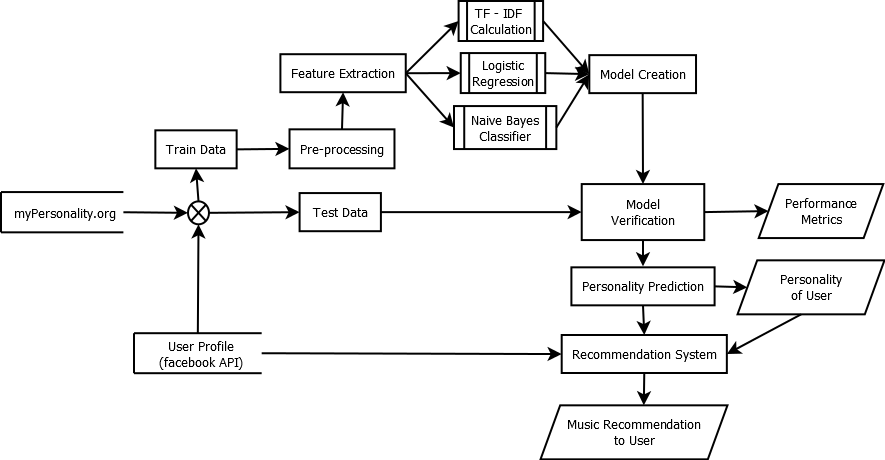 TF - IDF
Calculation
Feature Extraction
Logistic
Regression
Model Creation
Naive Bayes
Classifier
Train Data
Pre-processing
myPersonality.org
Test Data
Model
Verification
Performance
Metrics
Personality Prediction
Personality
of User
User Profile
(facebook API)
Recommendation System
Music Recommendation
to User